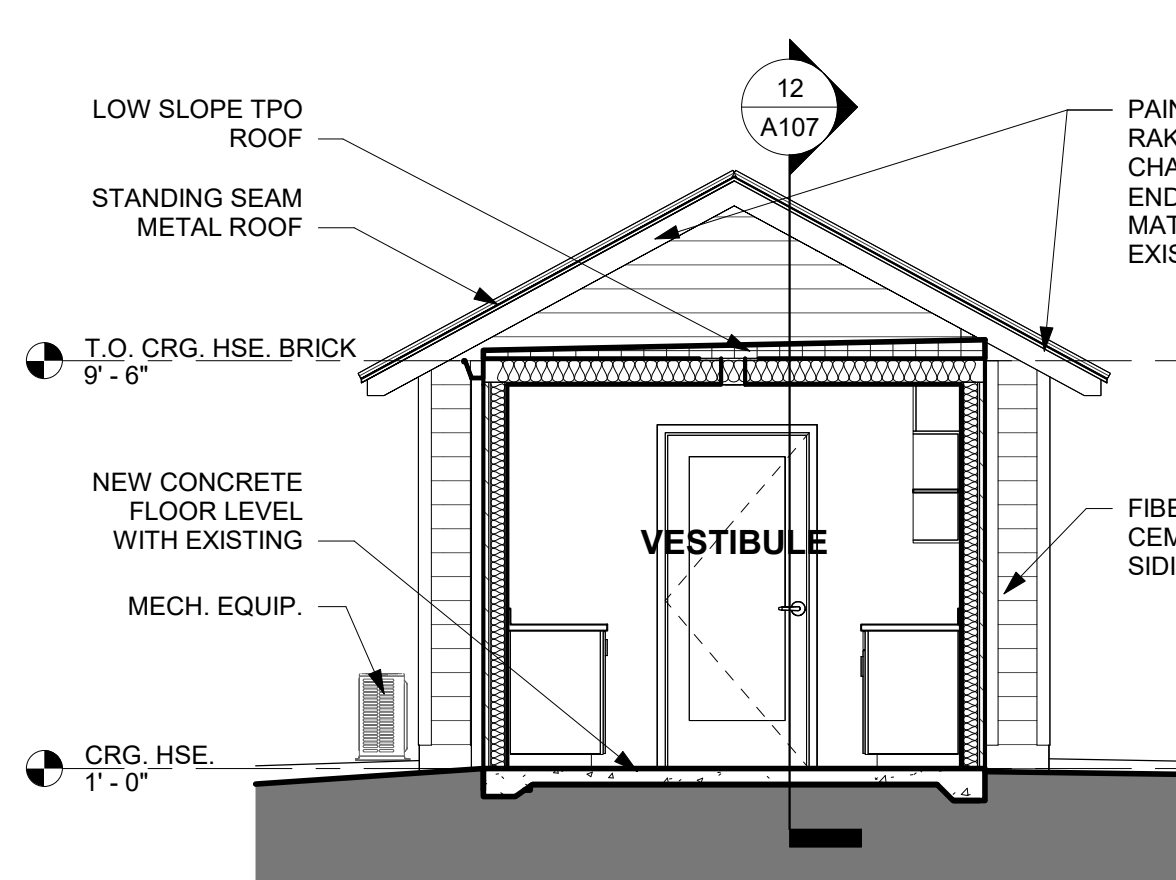 12
A107
LOW SLOPE TPO
ROOF
STANDING SEAM
METAL ROOF
PAIN
RAK
CHA
END
MAT
EXIS
T.O. CRG. HSE. BRICK
9' - 6"
NEW CONCRETE
FLOOR LEVEL
WITH EXISTING
MECH. EQUIP.
VESTIBULE
FIBE
CEM
SIDI
CRG. HSE.
1' - 0"